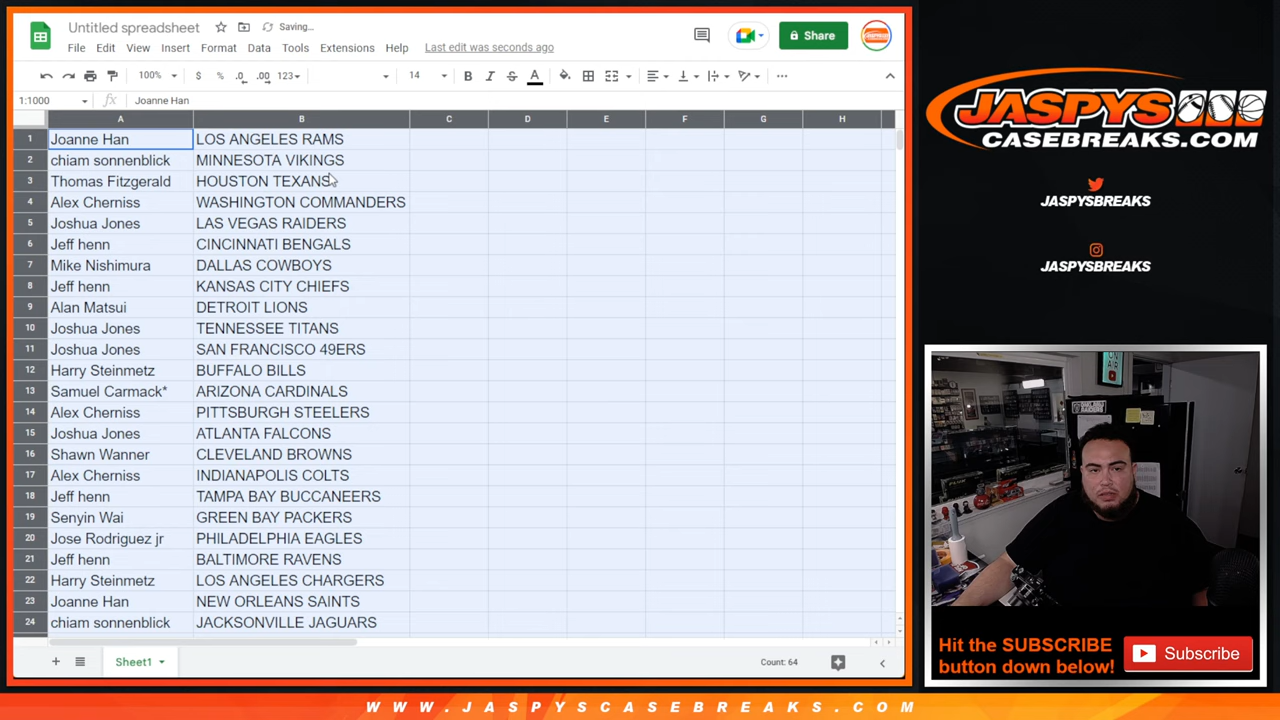 Untitled spreadsheet
Saving...
File Edit View Insert Format Data Tools Extensions Help Last edit was seconds ago
Share
100% $ % .0 .00 123 14 B I S A
1:1000 fx Joanne Han
A B C D E F G H
1 Joanne Han LOS ANGELES RAMS
2 chiam sonnenblick MINNESOTA VIKINGS
3 Thomas Fitzgerald HOUSTON TEXANS
4 Alex Cherniss WASHINGTON COMMANDERS
5 Joshua Jones LAS VEGAS RAIDERS
6 Jeff henn CINCINNATI BENGALS
7 Mike Nishimura DALLAS COWBOYS
8 Jeff henn KANSAS CITY CHIEFS
9 Alan Matsui DETROIT LIONS
10 Joshua Jones TENNESSEE TITANS
11 Joshua Jones SAN FRANCISCO 49ERS
12 Harry Steinmetz BUFFALO BILLS
13 Samuel Carmack* ARIZONA CARDINALS
14 Alex Cherniss PITTSBURGH STEELERS
15 Joshua Jones ATLANTA FALCONS
16 Shawn Wanner CLEVELAND BROWNS
17 Alex Cherniss INDIANAPOLIS COLTS
18 Jeff henn TAMPA BAY BUCCANEERS
19 Senyin Wai GREEN BAY PACKERS
20 Jose Rodriguez jr PHILADELPHIA EAGLES
21 Jeff henn BALTIMORE RAVENS
22 Harry Steinmetz LOS ANGELES CHARGERS
23 Joanne Han NEW ORLEANS SAINTS
24 chiam sonnenblick JACKSONVILLE JAGUARS
Sheet1
Count: 64
JASPYS
CASEBREAKS.COM
JASPYSBREAKS
JASPYSBREAKS
Hit the SUBSCRIBE
button down below!
Subscribe
WWW.JASPYSCASEBREAKS.COM